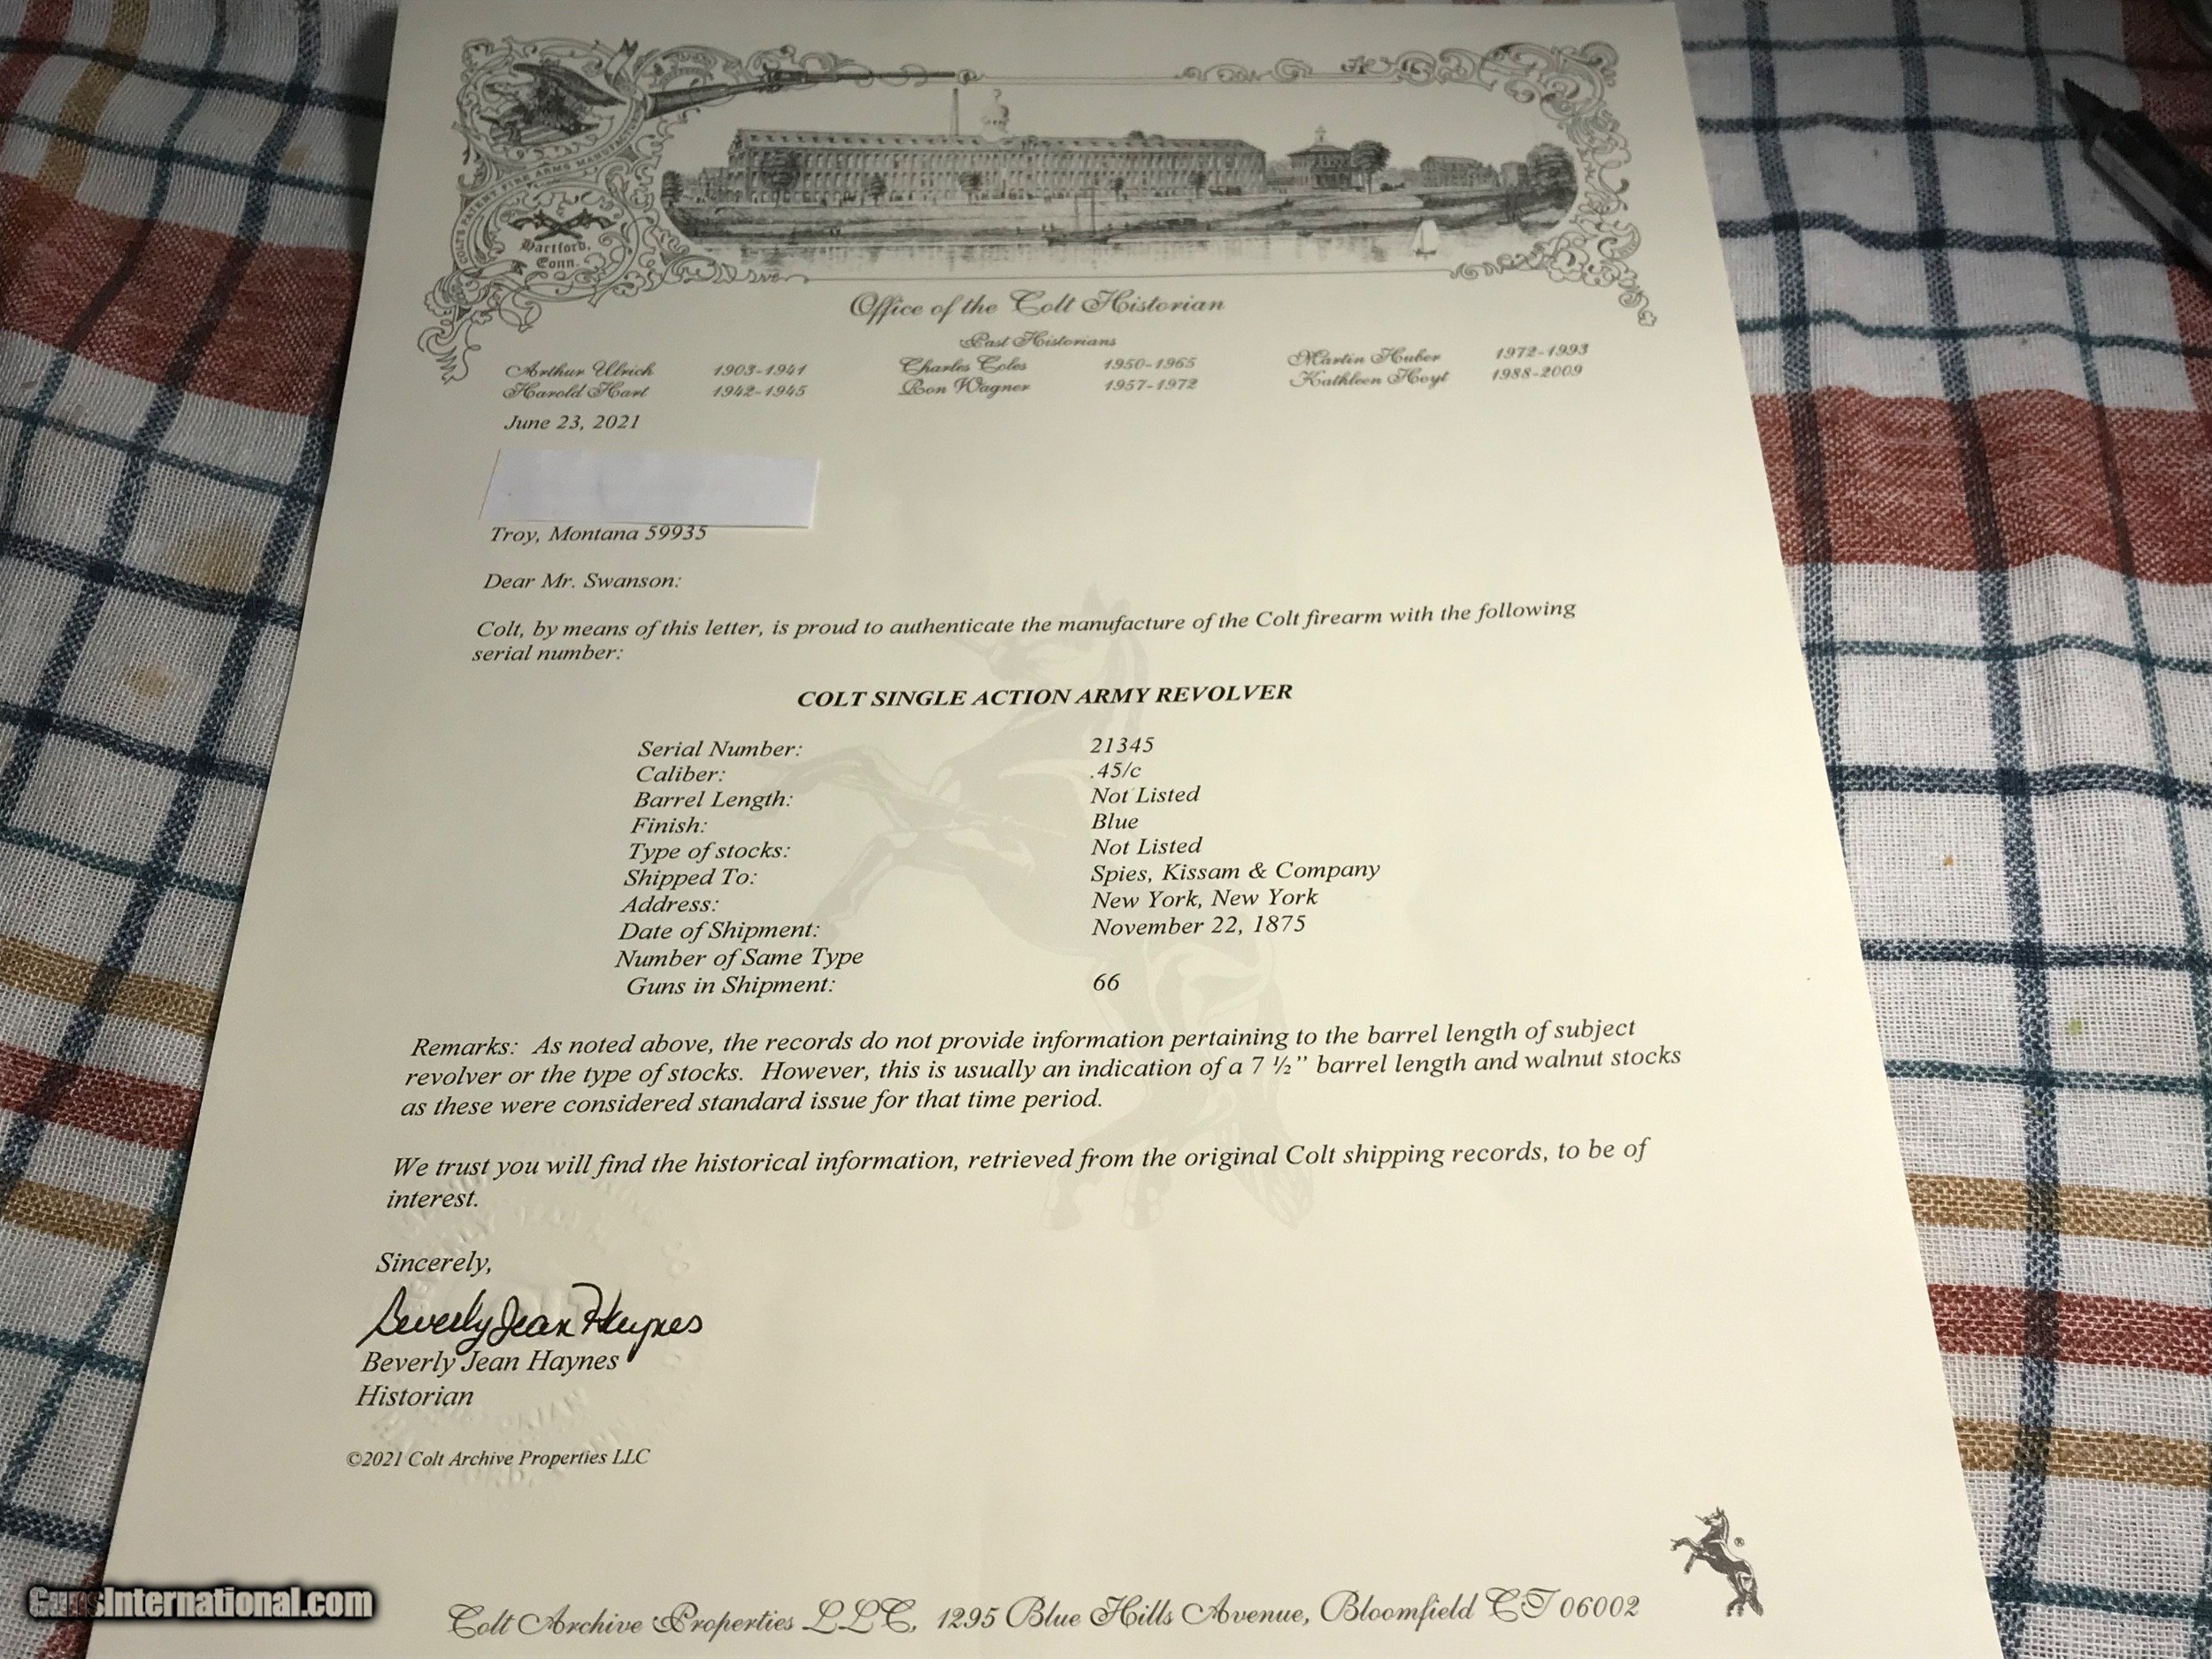 COLT'S PATENT FIRE ARMS MANUFACTURING
Hartford,
Conn.
Office of the Colt Historian
Past Historians
Arthur Ulrich 1903-1941 Charles Coles 1950-1965 Martin Huber 1972-1993
Harold Hart 1942-1945 Ron Wagner 1957-1972 Kathleen Hoyt 1988-2009
June 23, 2021
Troy, Montana 59935
Dear Mr. Swanson:
Colt, by means of this letter, is proud to authenticate the manufacture of the Colt firearm with the following
serial number:
COLT SINGLE ACTION ARMY REVOLVER
Serial Number: 21345
Caliber: .45/c
Barrel Length: Not Listed
Finish: Blue
Type of stocks: Not Listed
Shipped To: Spies, Kissam & Company
Address: New York, New York
Date of Shipment: November 22, 1875
Number of Same Type
Guns in Shipment: 66
Remarks: As noted above, the records do not provide information pertaining to the barrel length of subject
revolver or the type of stocks. However, this is usually an indication of a 7 ½” barrel length and walnut stocks
as these were considered standard issue for that time period.
We trust you will find the historical information, retrieved from the original Colt shipping records, to be of
interest.
Sincerely,
Beverly Jean Haynes
Beverly Jean Haynes
Historian
©2021 Colt Archive Properties LLC
®
GunsInternational.com
Colt Archive Properties LLC, 1295 Blue Hills Avenue, Bloomfield CT 06002